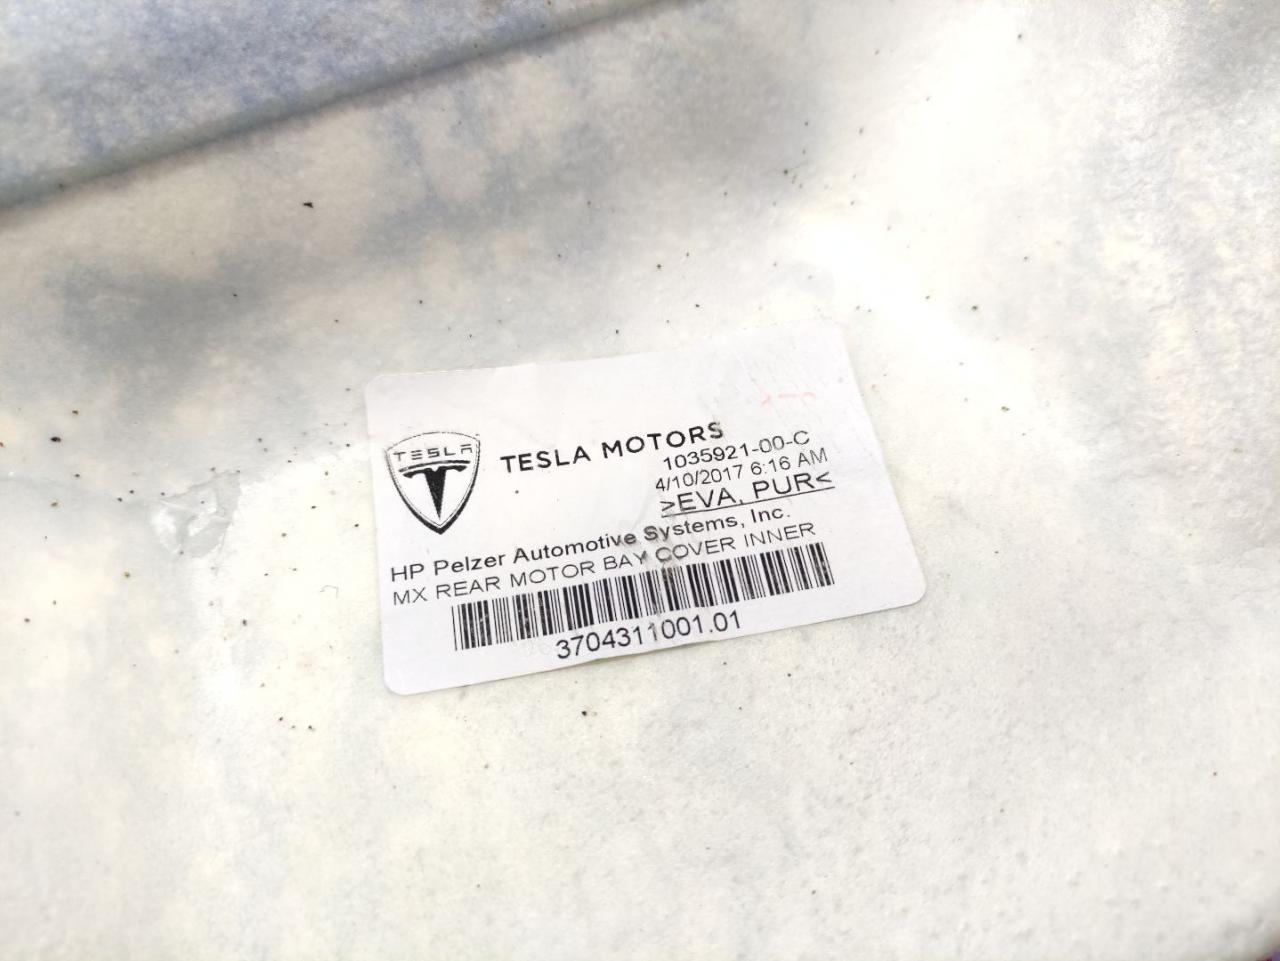 TESLA
TESLA MOTORS
1035921-00-C
4/10/2017 6:16 AM
>EVA, PUR<
HP Pelzer Automotive Systems, Inc.
MX REAR MOTOR BAY COVER INNER
3704311001.01